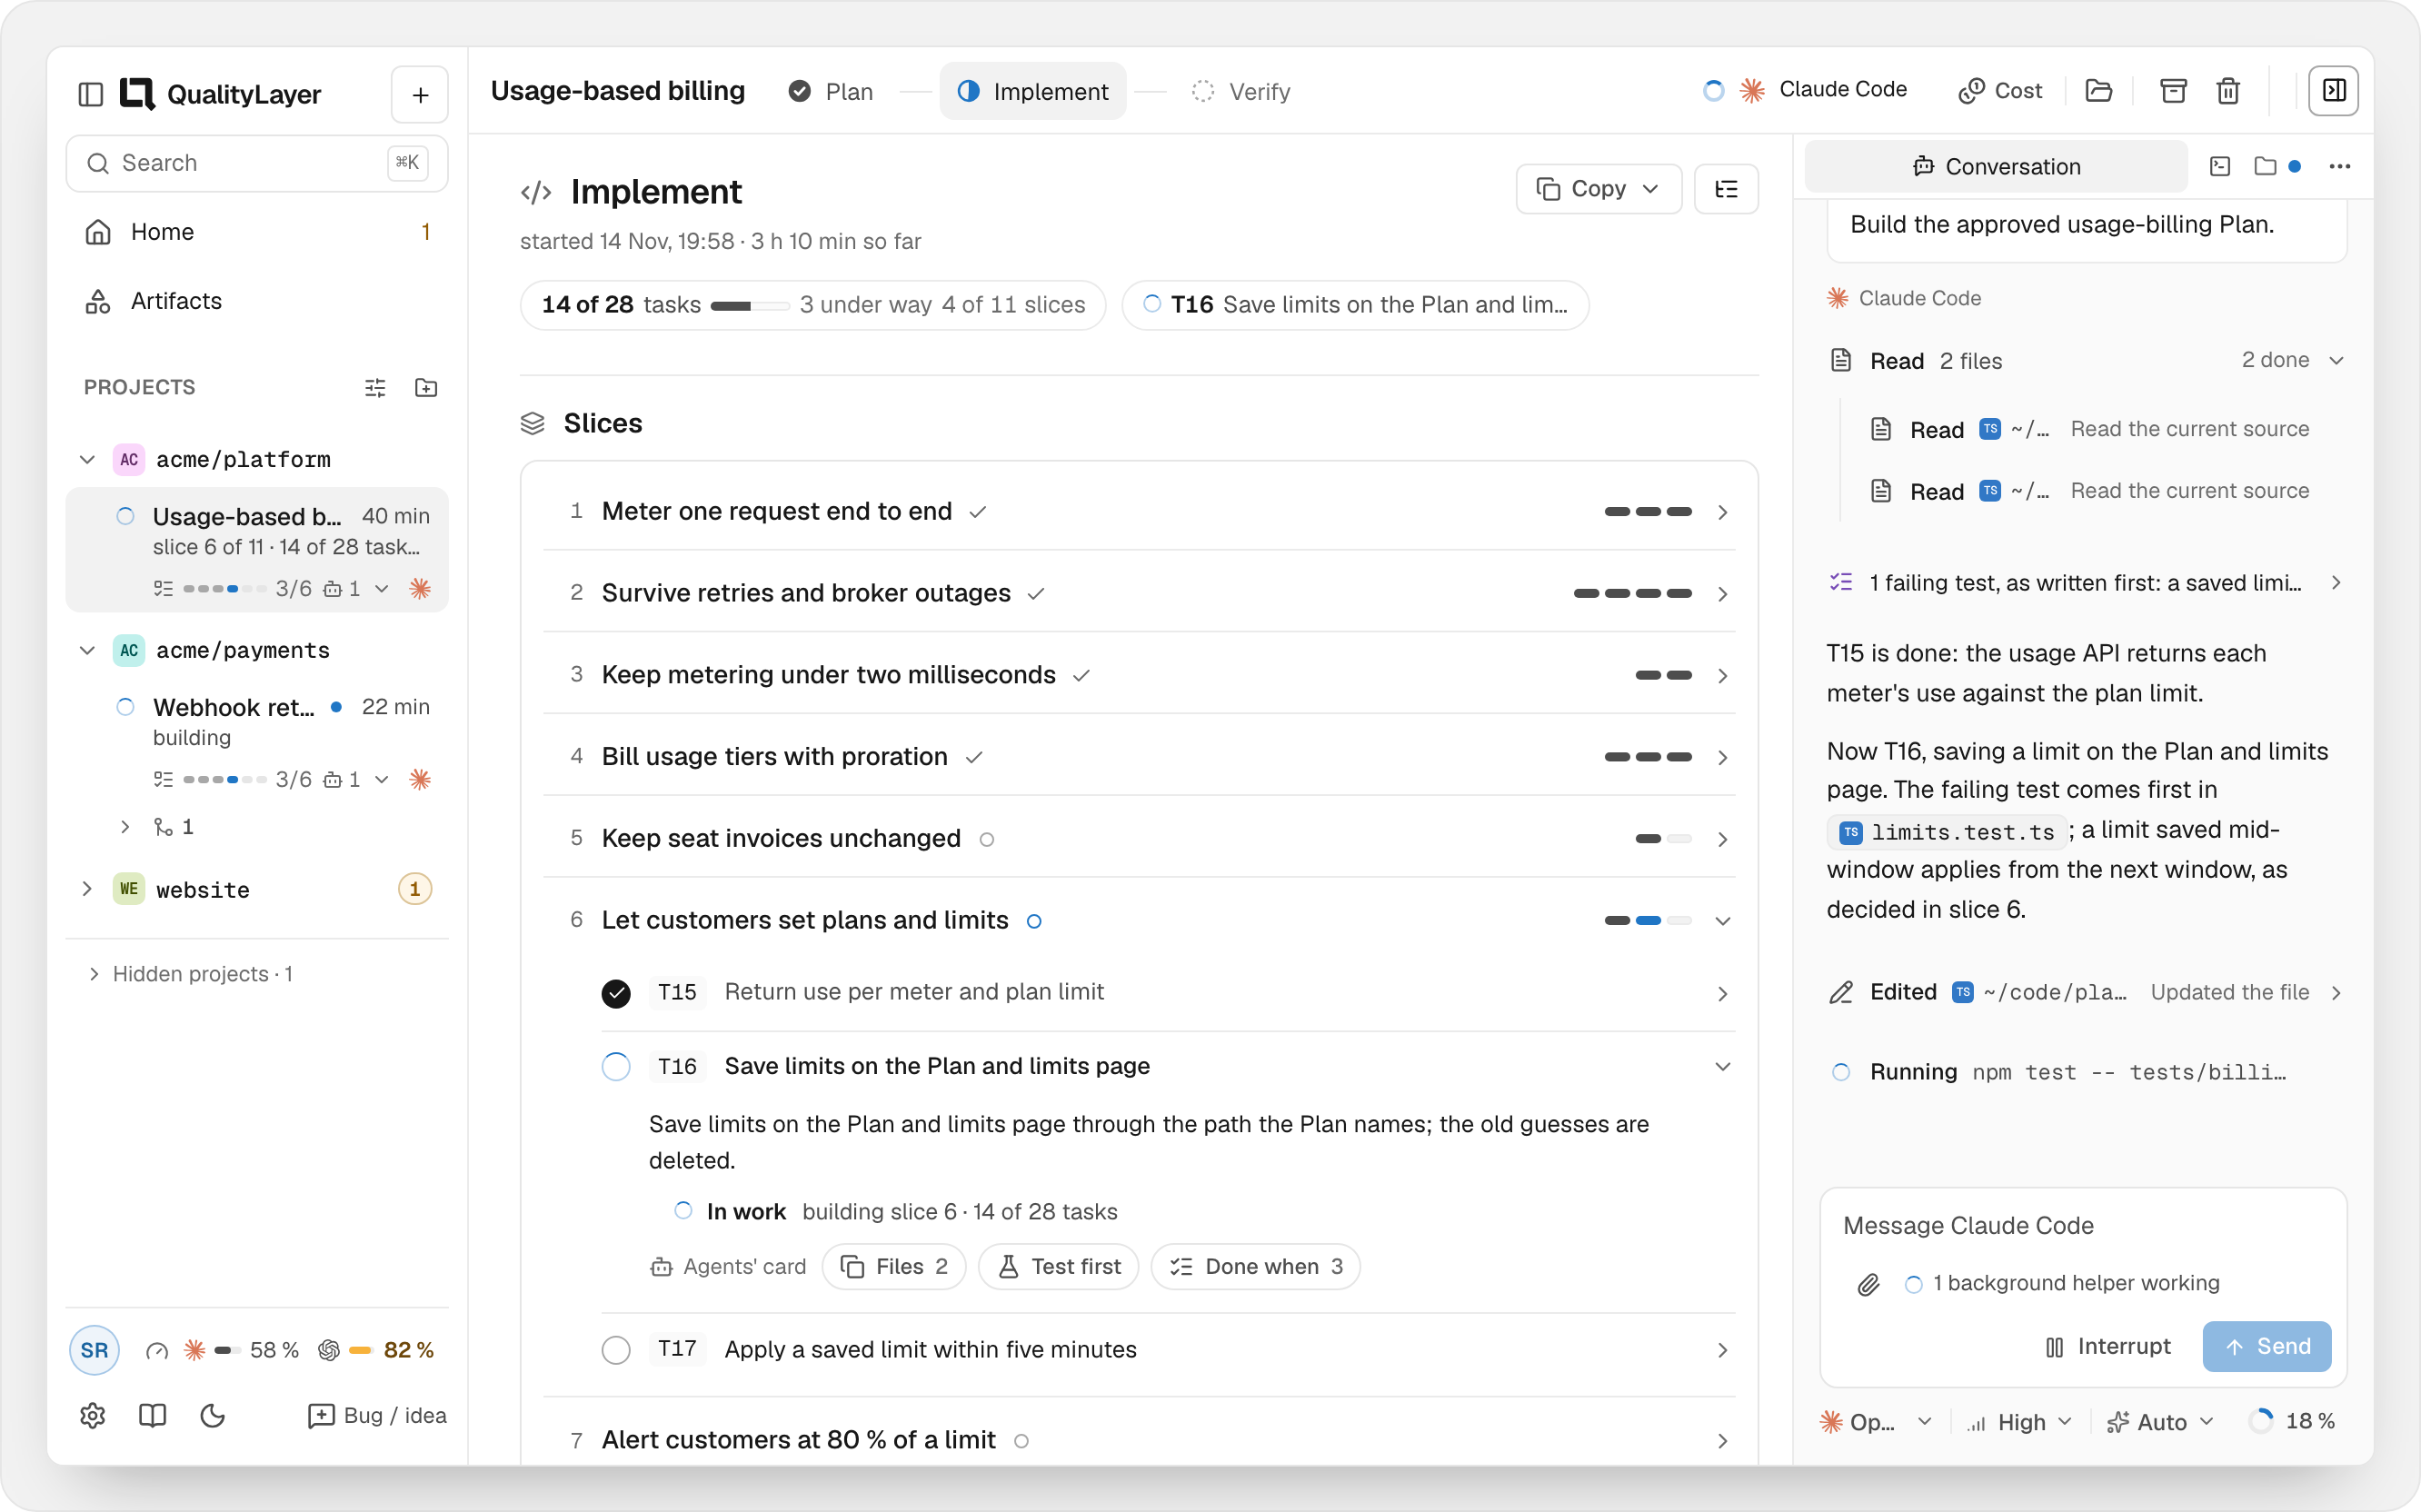 QualityLayer
Search ⌘K
Home 1
Artifacts
PROJECTS
AC acme/platform
Usage-based b... 40 min
slice 6 of 11 · 14 of 28 task...
3/6 1
AC acme/payments
Webhook ret... 22 min
building
3/6 1
1
WE website 1
Hidden projects · 1
SR 58 % 82 %
Bug / idea
Usage-based billing Plan Implement Verify
Claude Code Cost
Implement
Copy
started 14 Nov, 19:58 · 3 h 10 min so far
14 of 28 tasks 3 under way 4 of 11 slices
T16 Save limits on the Plan and lim...
Slices
1 Meter one request end to end
2 Survive retries and broker outages
3 Keep metering under two milliseconds
4 Bill usage tiers with proration
5 Keep seat invoices unchanged
6 Let customers set plans and limits
T15 Return use per meter and plan limit
T16 Save limits on the Plan and limits page
Save limits on the Plan and limits page through the path the Plan names; the old guesses are
deleted.
In work building slice 6 · 14 of 28 tasks
Agents' card Files 2 Test first Done when 3
T17 Apply a saved limit within five minutes
7 Alert customers at 80 % of a limit
Conversation
Build the approved usage-billing Plan.
Claude Code
Read 2 files 2 done
Read TS ~/... Read the current source
Read TS ~/... Read the current source
1 failing test, as written first: a saved limi...
T15 is done: the usage API returns each
meter's use against the plan limit.
Now T16, saving a limit on the Plan and limits
page. The failing test comes first in
TS limits.test.ts; a limit saved mid-
window applies from the next window, as
decided in slice 6.
Edited TS ~/code/pla... Updated the file
Running npm test -- tests/billi...
Message Claude Code
1 background helper working
Interrupt Send
Op... High Auto 18 %